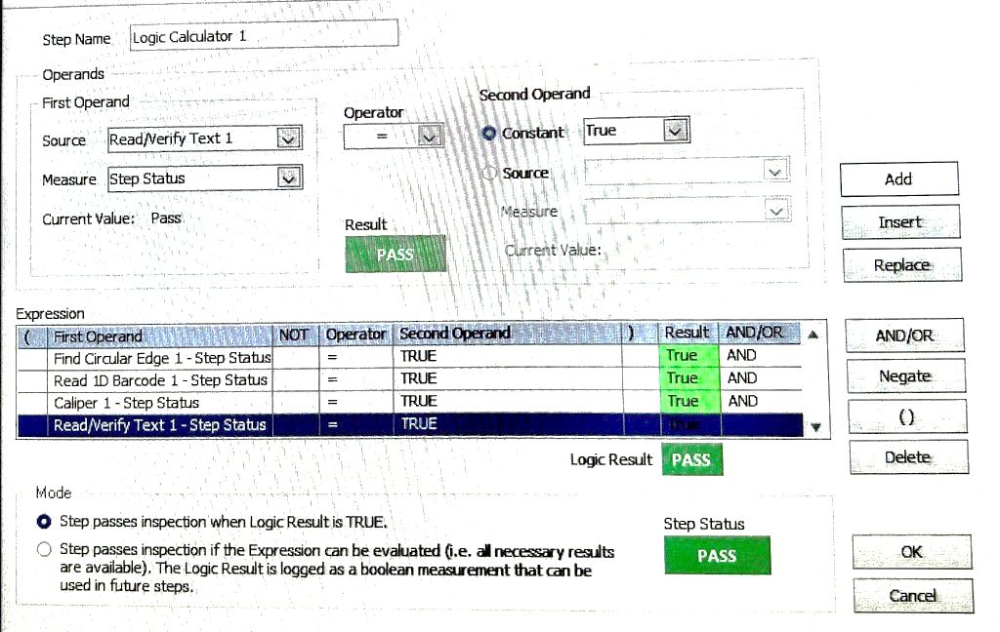 Step Name Logic Calculator 1
Operands
First Operand
Source Read/Verify Text 1
Measure Step Status
Current Value: Pass
Operator
=
Result
PASS
Second Operand
Constant True
Source
Measure
Current Value:
Add
Insert
Replace
Expression
( First Operand NOT Operator Second Operand ) Result AND/OR
Find Circular Edge 1 - Step Status = TRUE True AND
Read 1D Barcode 1 - Step Status = TRUE True AND
Caliper 1 - Step Status = TRUE True AND
Read/Verify Text 1 - Step Status = TRUE True
AND/OR
Negate
()
Delete
Logic Result PASS
Mode
Step passes inspection when Logic Result is TRUE.
Step passes inspection if the Expression can be evaluated (i.e. all necessary results
are available). The Logic Result is logged as a boolean measurement that can be
used in future steps.
Step Status
PASS
OK
Cancel